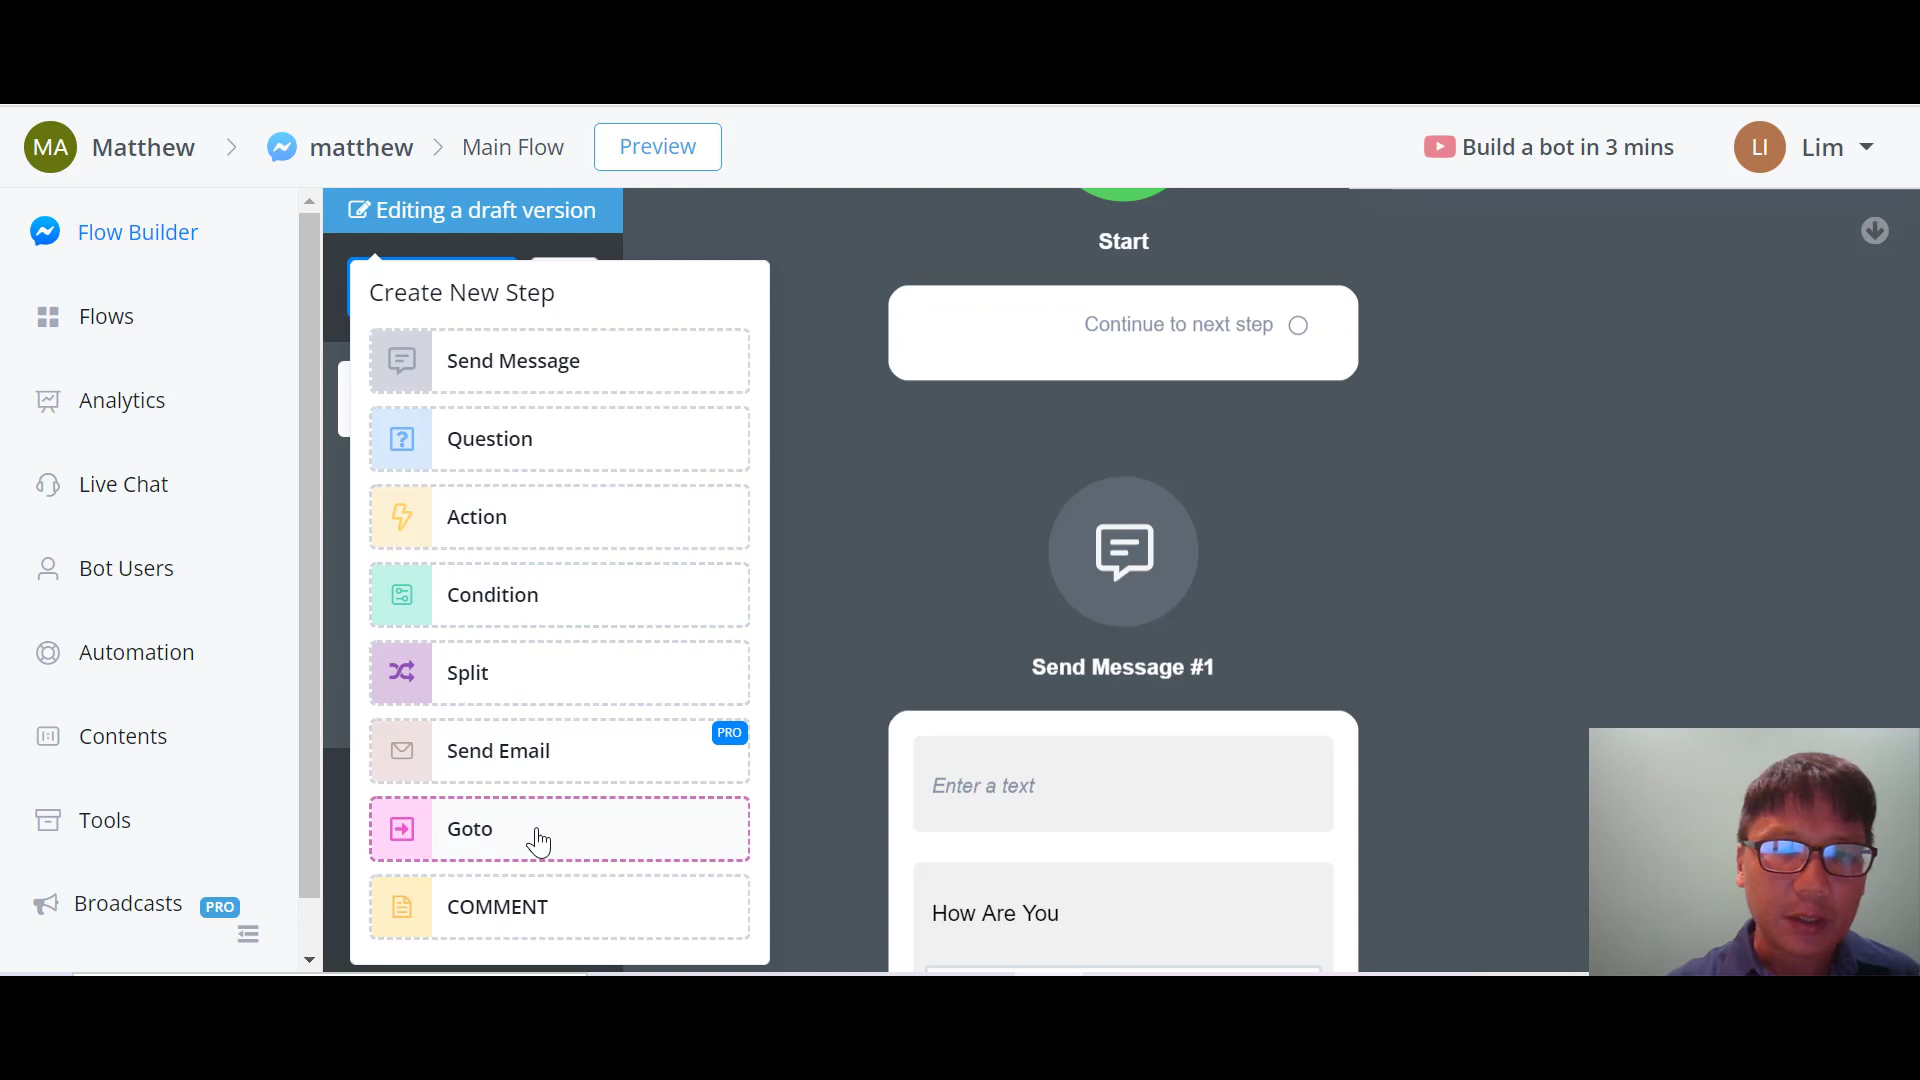 MA Matthew > matthew > Main Flow Preview Build a bot in 3 mins LI Lim
Flow Builder
Flows
Analytics
Live Chat
Bot Users
Automation
Contents
Tools
Broadcasts PRO
Editing a draft version
Create New Step
Send Message
Question
Action
Condition
Split
Send Email PRO
Goto
COMMENT
Start
Continue to next step
Send Message #1
Enter a text
How Are You